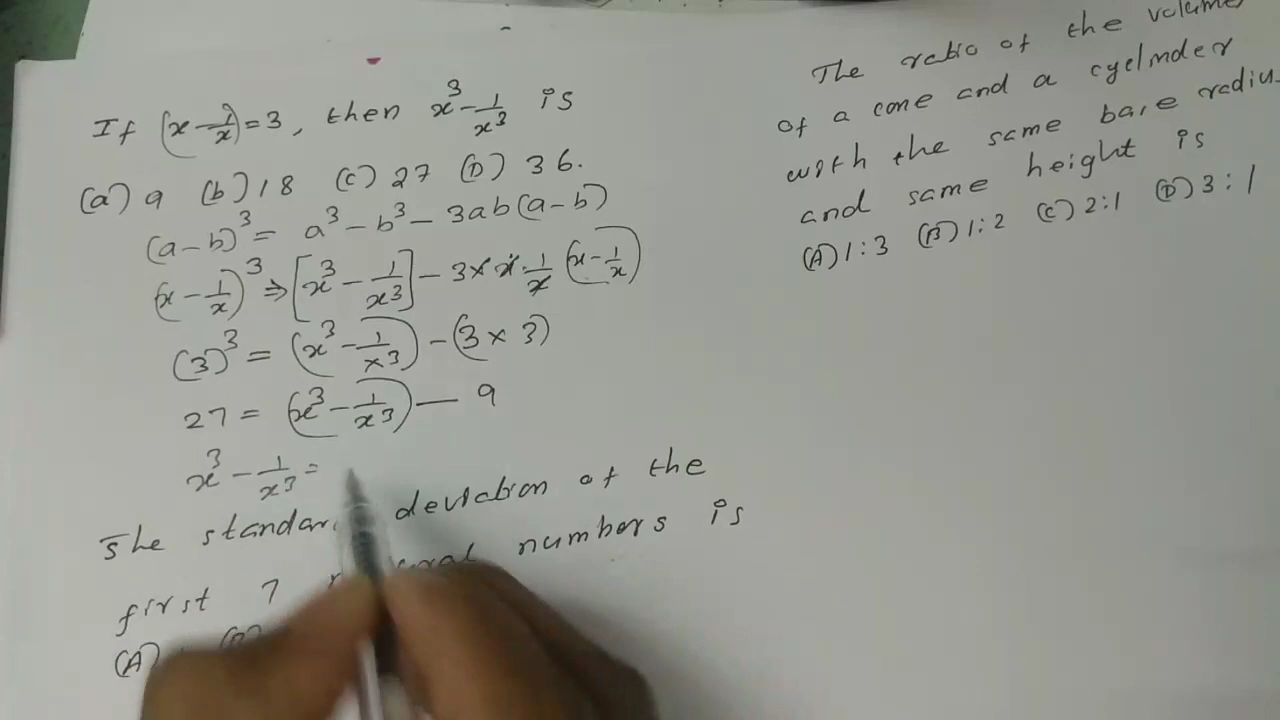 If (x - 1/x) = 3, then x³ - 1/x³ is
(a) 9 (b) 18 (c) 27 (D) 36.
(a-b)³ = a³ - b³ - 3ab(a-b)
(x - 1/x)³ ⇒ [x³ - 1/x³] - 3 × x · 1/x (x - 1/x)
(3)³ = (x³ - 1/x³) - (3 × 3)
27 = (x³ - 1/x³) — 9
x³ - 1/x³ =
The standar deviation of the
first 7 numbers is
(A)
The ratio of the volumes
of a cone and a cylinder
with the same base radius
and same height is
(A) 1:3 (B) 1:2 (C) 2:1 (D) 3:1